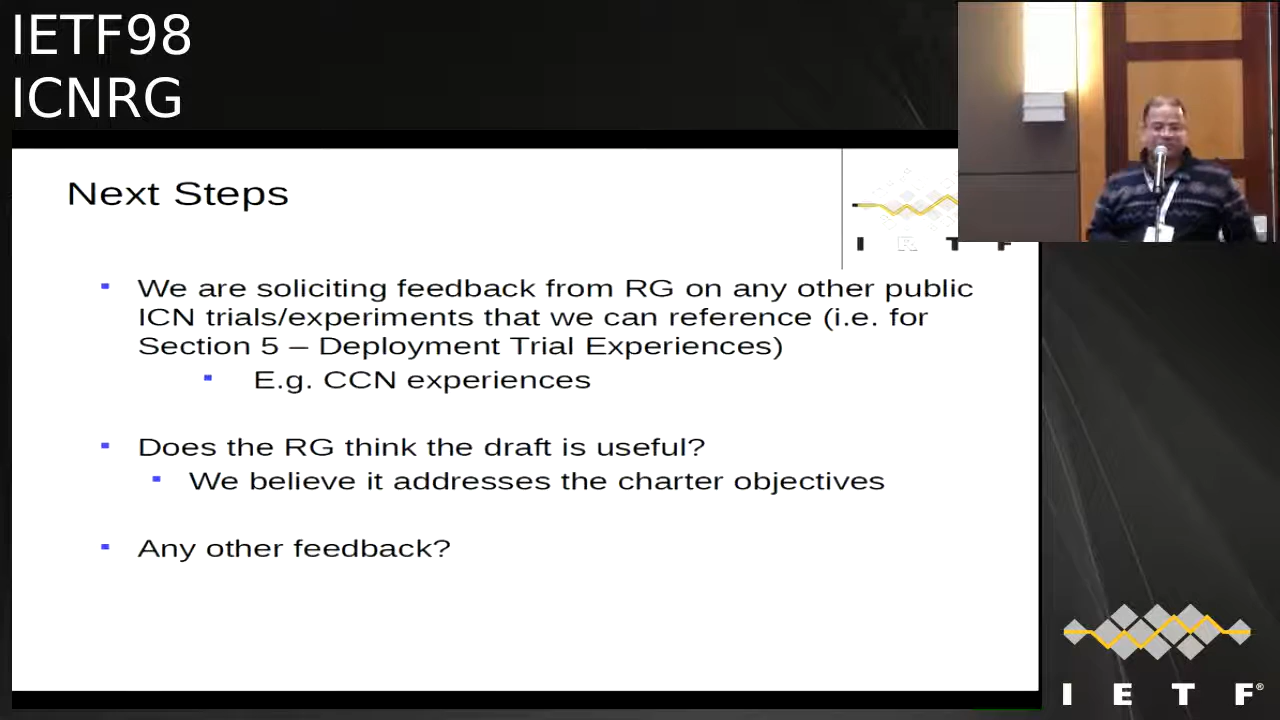 IETF98
ICNRG
Next Steps
I R T F
We are soliciting feedback from RG on any other public
ICN trials/experiments that we can reference (i.e. for
Section 5 – Deployment Trial Experiences)
E.g. CCN experiences
Does the RG think the draft is useful?
We believe it addresses the charter objectives
Any other feedback?
I E T F®